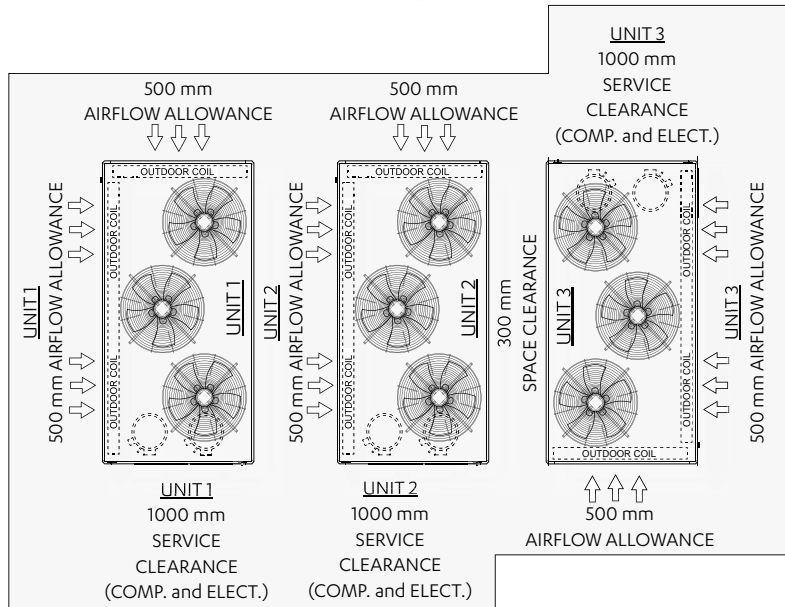 UNIT 3
1000 mm
SERVICE
CLEARANCE
(COMP. and ELECT.)
500 mm
AIRFLOW ALLOWANCE
500 mm
AIRFLOW ALLOWANCE
OUTDOOR COIL
OUTDOOR COIL
UNIT 1
500 mm AIRFLOW ALLOWANCE
OUTDOOR COIL
OUTDOOR COIL
UNIT 1
UNIT 2
500 mm AIRFLOW ALLOWANCE
OUTDOOR COIL
OUTDOOR COIL
UNIT 2
300 mm
SPACE CLEARANCE
UNIT 3
OUTDOOR COIL
OUTDOOR COIL
UNIT 3
500 mm AIRFLOW ALLOWANCE
OUTDOOR COIL
UNIT 1
1000 mm
SERVICE
CLEARANCE
(COMP. and ELECT.)
UNIT 2
1000 mm
SERVICE
CLEARANCE
(COMP. and ELECT.)
500 mm
AIRFLOW ALLOWANCE